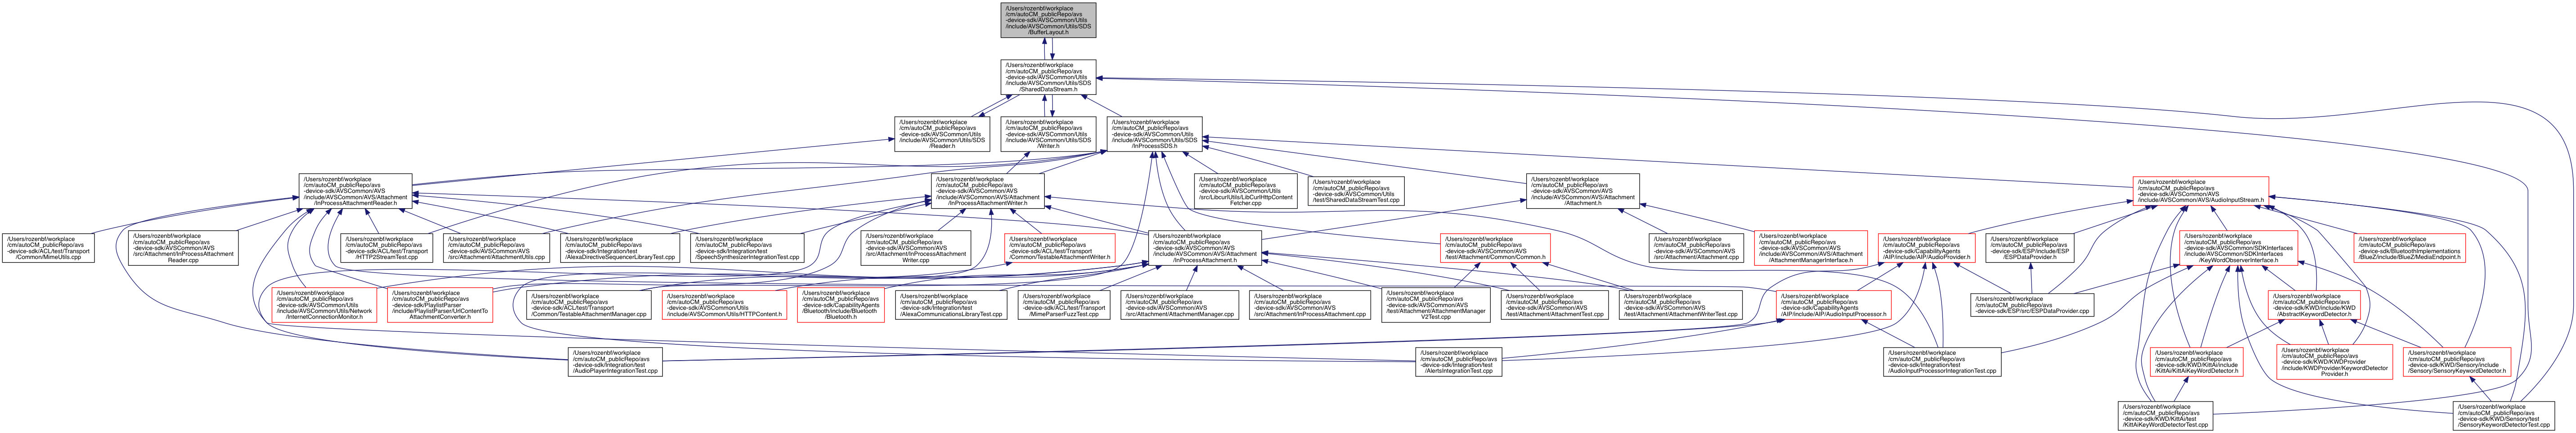 /Users/rozenbf/workplace
/cm/autoCM_publicRepo/avs
-device-sdk/AVSCommon/Utils
/include/AVSCommon/Utils/SDS
/BufferLayout.h
/Users/rozenbf/workplace
/cm/autoCM_publicRepo/avs
-device-sdk/AVSCommon/Utils
/include/AVSCommon/Utils/SDS
/SharedDataStream.h
/Users/rozenbf/workplace
/cm/autoCM_publicRepo/avs
-device-sdk/AVSCommon/Utils
/include/AVSCommon/Utils/SDS
/Reader.h
/Users/rozenbf/workplace
/cm/autoCM_publicRepo/avs
-device-sdk/AVSCommon/Utils
/include/AVSCommon/Utils/SDS
/Writer.h
/Users/rozenbf/workplace
/cm/autoCM_publicRepo/avs
-device-sdk/AVSCommon/Utils
/include/AVSCommon/Utils/SDS
/InProcessSDS.h
/Users/rozenbf/workplace
/cm/autoCM_publicRepo/avs
-device-sdk/AVSCommon/AVS
/include/AVSCommon/AVS/Attachment
/InProcessAttachmentReader.h
/Users/rozenbf/workplace
/cm/autoCM_publicRepo/avs
-device-sdk/AVSCommon/AVS
/include/AVSCommon/AVS/Attachment
/InProcessAttachmentWriter.h
/Users/rozenbf/workplace
/cm/autoCM_publicRepo/avs
-device-sdk/AVSCommon/Utils
/src/LibcurlUtils/LibCurlHttpContent
Fetcher.cpp
/Users/rozenbf/workplace
/cm/autoCM_publicRepo/avs
-device-sdk/AVSCommon/Utils
/test/SharedDataStreamTest.cpp
/Users/rozenbf/workplace
/cm/autoCM_publicRepo/avs
-device-sdk/AVSCommon/AVS
/include/AVSCommon/AVS/Attachment
/Attachment.h
/Users/rozenbf/workplace
/cm/autoCM_publicRepo/avs
-device-sdk/AVSCommon/AVS
/include/AVSCommon/AVS/AudioInputStream.h
/Users/rozenbf/workplace
/cm/autoCM_publicRepo/avs
-device-sdk/ACL/test/Transport
/Common/MimeUtils.cpp
/Users/rozenbf/workplace
/cm/autoCM_publicRepo/avs
-device-sdk/AVSCommon/AVS
/src/Attachment/InProcessAttachment
Reader.cpp
/Users/rozenbf/workplace
/cm/autoCM_publicRepo/avs
-device-sdk/ACL/test/Transport
/HTTP2StreamTest.cpp
/Users/rozenbf/workplace
/cm/autoCM_publicRepo/avs
-device-sdk/AVSCommon/AVS
/src/Attachment/AttachmentUtils.cpp
/Users/rozenbf/workplace
/cm/autoCM_publicRepo/avs
-device-sdk/Integration/test
/AlexaDirectiveSequencerLibraryTest.cpp
/Users/rozenbf/workplace
/cm/autoCM_publicRepo/avs
-device-sdk/Integration/test
/SpeechSynthesizerIntegrationTest.cpp
/Users/rozenbf/workplace
/cm/autoCM_publicRepo/avs
-device-sdk/AVSCommon/AVS
/src/Attachment/InProcessAttachment
Writer.cpp
/Users/rozenbf/workplace
/cm/autoCM_publicRepo/avs
-device-sdk/ACL/test/Transport
/Common/TestableAttachmentWriter.h
/Users/rozenbf/workplace
/cm/autoCM_publicRepo/avs
-device-sdk/AVSCommon/AVS
/include/AVSCommon/AVS/Attachment
/InProcessAttachment.h
/Users/rozenbf/workplace
/cm/autoCM_publicRepo/avs
-device-sdk/AVSCommon/AVS
/test/Attachment/Common/Common.h
/Users/rozenbf/workplace
/cm/autoCM_publicRepo/avs
-device-sdk/AVSCommon/AVS
/src/Attachment/Attachment.cpp
/Users/rozenbf/workplace
/cm/autoCM_publicRepo/avs
-device-sdk/AVSCommon/AVS
/include/AVSCommon/AVS/Attachment
/AttachmentManagerInterface.h
/Users/rozenbf/workplace
/cm/autoCM_publicRepo/avs
-device-sdk/CapabilityAgents
/AIP/include/AIP/AudioProvider.h
/Users/rozenbf/workplace
/cm/autoCM_publicRepo/avs
-device-sdk/ESP/include/ESP
/ESPDataProvider.h
/Users/rozenbf/workplace
/cm/autoCM_publicRepo/avs
-device-sdk/AVSCommon/SDKInterfaces
/include/AVSCommon/SDKInterfaces
/KeyWordObserverInterface.h
/Users/rozenbf/workplace
/cm/autoCM_publicRepo/avs
-device-sdk/BluetoothImplementations
/BlueZ/include/BlueZ/MediaEndpoint.h
/Users/rozenbf/workplace
/cm/autoCM_publicRepo/avs
-device-sdk/AVSCommon/Utils
/include/AVSCommon/Utils/Network
/InternetConnectionMonitor.h
/Users/rozenbf/workplace
/cm/autoCM_publicRepo/avs
-device-sdk/PlaylistParser
/include/PlaylistParser/UrlContentTo
AttachmentConverter.h
/Users/rozenbf/workplace
/cm/autoCM_publicRepo/avs
-device-sdk/ACL/test/Transport
/Common/TestableAttachmentManager.cpp
/Users/rozenbf/workplace
/cm/autoCM_publicRepo/avs
-device-sdk/AVSCommon/Utils
/include/AVSCommon/Utils/HTTPContent.h
/Users/rozenbf/workplace
/cm/autoCM_publicRepo/avs
-device-sdk/CapabilityAgents
/Bluetooth/include/Bluetooth
/Bluetooth.h
/Users/rozenbf/workplace
/cm/autoCM_publicRepo/avs
-device-sdk/Integration/test
/AlexaCommunicationsLibraryTest.cpp
/Users/rozenbf/workplace
/cm/autoCM_publicRepo/avs
-device-sdk/ACL/test/Transport
/MimeParserFuzzTest.cpp
/Users/rozenbf/workplace
/cm/autoCM_publicRepo/avs
-device-sdk/AVSCommon/AVS
/src/Attachment/AttachmentManager.cpp
/Users/rozenbf/workplace
/cm/autoCM_publicRepo/avs
-device-sdk/AVSCommon/AVS
/src/Attachment/InProcessAttachment.cpp
/Users/rozenbf/workplace
/cm/autoCM_publicRepo/avs
-device-sdk/AVSCommon/AVS
/test/Attachment/AttachmentManager
V2Test.cpp
/Users/rozenbf/workplace
/cm/autoCM_publicRepo/avs
-device-sdk/AVSCommon/AVS
/test/Attachment/AttachmentTest.cpp
/Users/rozenbf/workplace
/cm/autoCM_publicRepo/avs
-device-sdk/AVSCommon/AVS
/test/Attachment/AttachmentWriterTest.cpp
/Users/rozenbf/workplace
/cm/autoCM_publicRepo/avs
-device-sdk/CapabilityAgents
/AIP/include/AIP/AudioInputProcessor.h
/Users/rozenbf/workplace
/cm/autoCM_publicRepo/avs
-device-sdk/ESP/src/ESPDataProvider.cpp
/Users/rozenbf/workplace
/cm/autoCM_publicRepo/avs
-device-sdk/KWD/include/KWD
/AbstractKeywordDetector.h
/Users/rozenbf/workplace
/cm/autoCM_publicRepo/avs
-device-sdk/Integration/test
/AudioPlayerIntegrationTest.cpp
/Users/rozenbf/workplace
/cm/autoCM_publicRepo/avs
-device-sdk/Integration/test
/AlertsIntegrationTest.cpp
/Users/rozenbf/workplace
/cm/autoCM_publicRepo/avs
-device-sdk/Integration/test
/AudioInputProcessorIntegrationTest.cpp
/Users/rozenbf/workplace
/cm/autoCM_publicRepo/avs
-device-sdk/KWD/KittAi/include
/KittAi/KittAiKeyWordDetector.h
/Users/rozenbf/workplace
/cm/autoCM_publicRepo/avs
-device-sdk/KWD/KWDProvider
/include/KWDProvider/KeywordDetector
Provider.h
/Users/rozenbf/workplace
/cm/autoCM_publicRepo/avs
-device-sdk/KWD/Sensory/include
/Sensory/SensoryKeywordDetector.h
/Users/rozenbf/workplace
/cm/autoCM_publicRepo/avs
-device-sdk/KWD/KittAi/test
/KittAiKeyWordDetectorTest.cpp
/Users/rozenbf/workplace
/cm/autoCM_publicRepo/avs
-device-sdk/KWD/Sensory/test
/SensoryKeywordDetectorTest.cpp